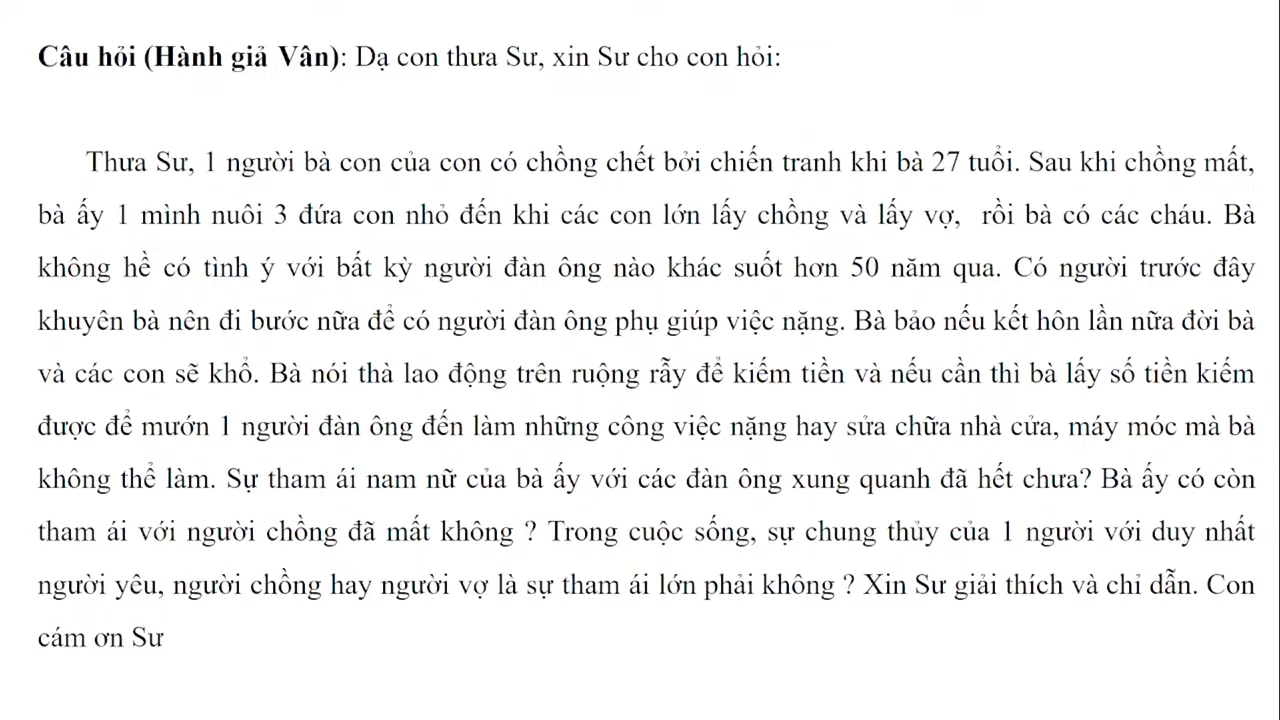 Câu hỏi (Hành giả Vân): Dạ con thưa Sư, xin Sư cho con hỏi:
Thưa Sư, 1 người bà con của con có chồng chết bởi chiến tranh khi bà 27 tuổi. Sau khi chồng mất,
bà ấy 1 mình nuôi 3 đứa con nhỏ đến khi các con lớn lấy chồng và lấy vợ, rồi bà có các cháu. Bà
không hề có tình ý với bất kỳ người đàn ông nào khác suốt hơn 50 năm qua. Có người trước đây
khuyên bà nên đi bước nữa để có người đàn ông phụ giúp việc nặng. Bà bảo nếu kết hôn lần nữa đời bà
và các con sẽ khổ. Bà nói thà lao động trên ruộng rẫy để kiếm tiền và nếu cần thì bà lấy số tiền kiếm
được để mướn 1 người đàn ông đến làm những công việc nặng hay sửa chữa nhà cửa, máy móc mà bà
không thể làm. Sự tham ái nam nữ của bà ấy với các đàn ông xung quanh đã hết chưa? Bà ấy có còn
tham ái với người chồng đã mất không ? Trong cuộc sống, sự chung thủy của 1 người với duy nhất
người yêu, người chồng hay người vợ là sự tham ái lớn phải không ? Xin Sư giải thích và chỉ dẫn. Con
cám ơn Sư